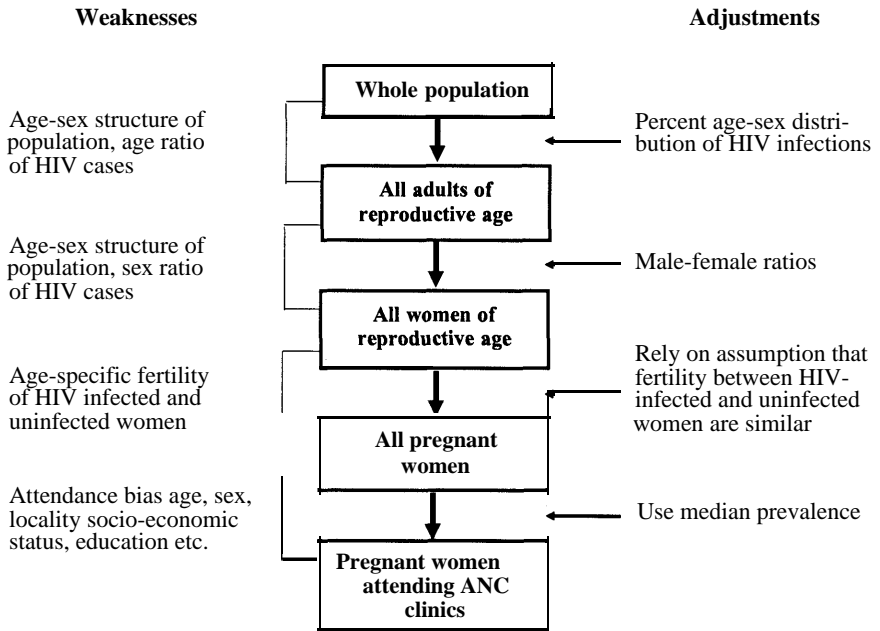 Weaknesses
Adjustments
Whole population
Age-sex structure of
population, age ratio
of HIV cases
Percent age-sex distri-
bution of HIV infections
All adults of
reproductive age
Age-sex structure of
population, sex ratio
of HIV cases
Male-female ratios
All women of
reproductive age
Age-specific fertility
of HIV infected and
uninfected women
Rely on assumption that
fertility between HIV-
infected and uninfected
women are similar
All pregnant
women
Attendance bias age, sex,
locality socio-economic
status, education etc.
Use median prevalence
Pregnant women
attending ANC
clinics